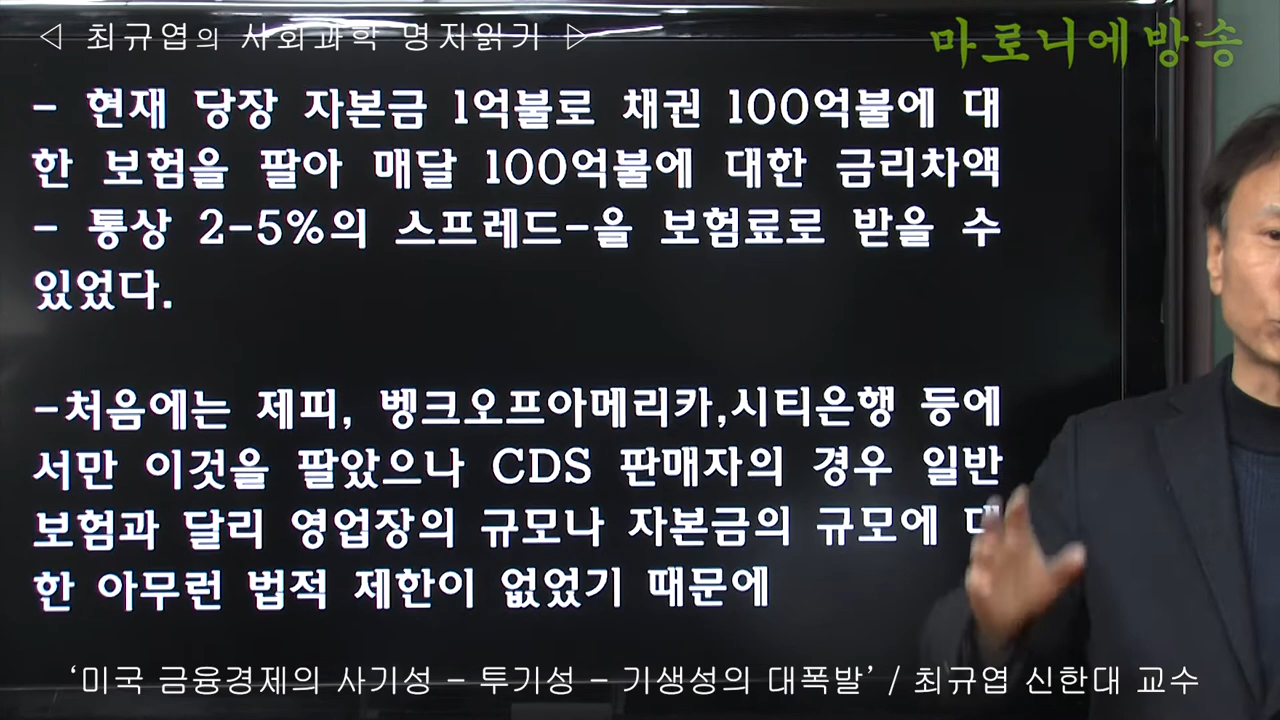 ◁ 최규엽의 사회과학 명저읽기 ▷
마로니에방송
- 현재 당장 자본금 1억불로 채권 100억불에 대
한 보험을 팔아 매달 100억불에 대한 금리차액
- 통상 2-5%의 스프레드-을 보험료로 받을 수
있었다.
-처음에는 제피, 벵크오프아메리카,시티은행 등에
서만 이것을 팔았으나 CDS 판매자의 경우 일반
보험과 달리 영업장의 규모나 자본금의 규모에 대
한 아무런 법적 제한이 없었기 때문에
‘미국 금융경제의 사기성 - 투기성 - 기생성의 대폭발’ / 최규엽 신한대 교수